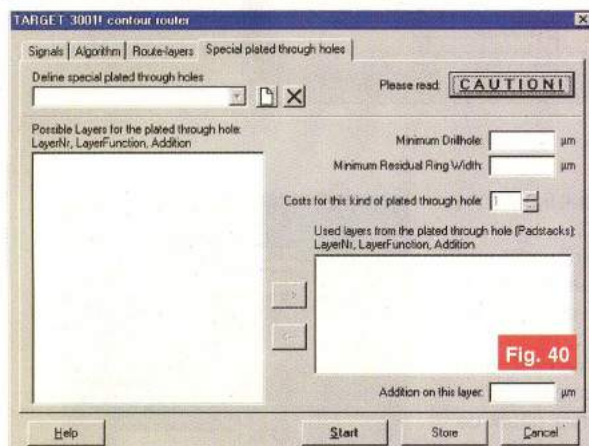 TARGET 3001! contour router
Signals
Algorithm
Route-layers
Special plated through holes
Define special plated through holes
Please read:
CAUTION!
Possible Layers for the plated through hole:
LayerNr, LayerFunction, Addition
Minimum Drillhole:
µm
Minimum Residual Ring Width:
µm
Costs for this kind of plated through hole:
1
Used layers from the plated through hole (Padstacks):
LayerNr, LayerFunction, Addition
->
<-
Fig. 40
Addition on this layer:
µm
Help
Start
Store
Cancel